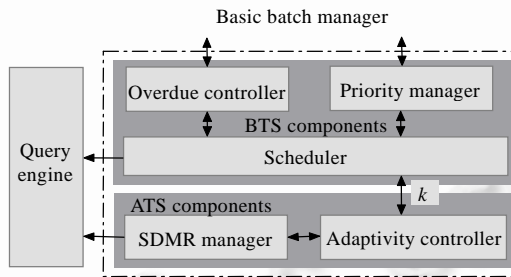 Basic batch manager
Overdue controller
Priority manager
BTS components
Query
engine
Scheduler
k
ATS components
SDMR manager
Adaptivity controller